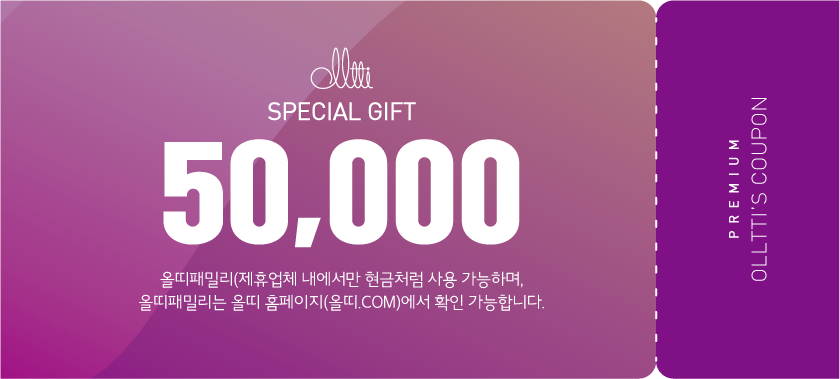 olltti
SPECIAL GIFT
50,000
올띠패밀리(제휴업체 내에서만 현금처럼 사용 가능하며,
올띠패밀리는 올띠 홈페이지(올띠.COM)에서 확인 가능합니다.
PREMIUM
OLLTTI'S COUPON